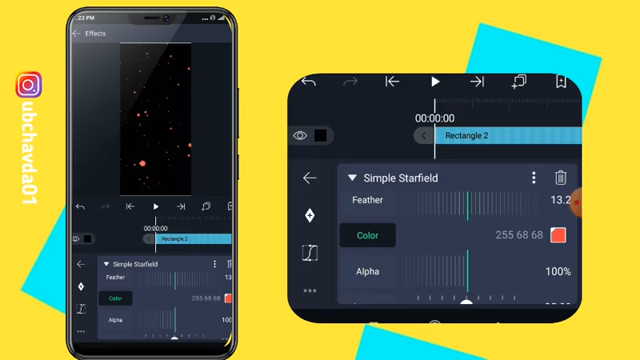 .23 PM
Effects
00:00:00
Rectangle 2
Simple Starfield
Feather
Color
255 68 68
Alpha
100%
ubchavda01
00:00:00
Rectangle 2
Simple Starfield
Feather
13.2
Color
255 68 68
Alpha
100%